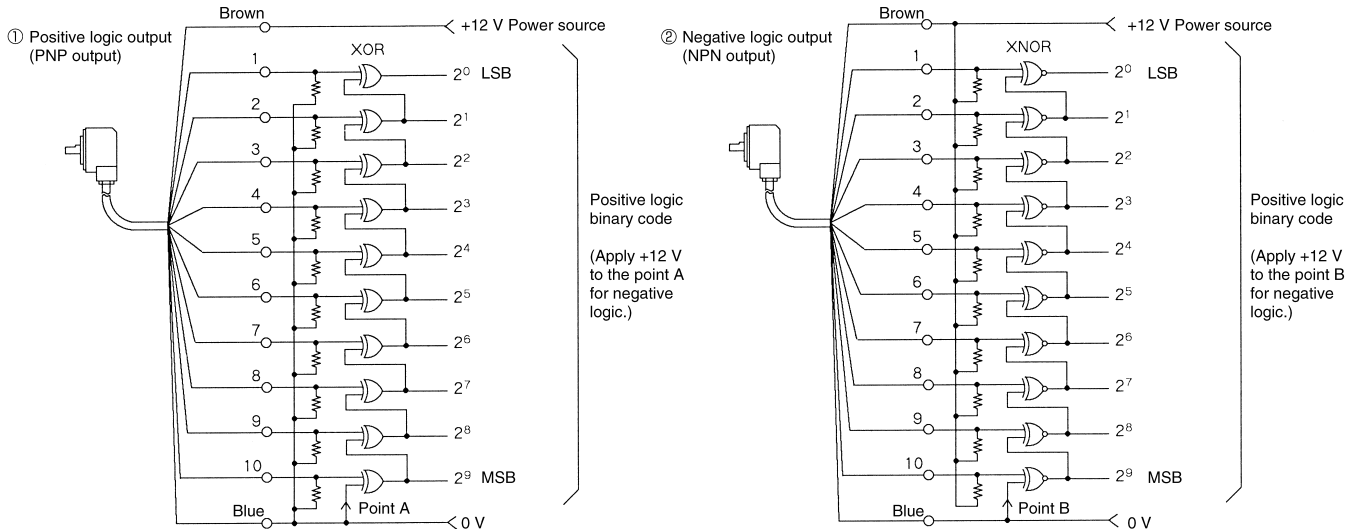 ① Positive logic output
(PNP output)
Brown
+12 V Power source
XOR
1
2⁰ LSB
2
2¹
3
2²
4
2³
5
2⁴
6
2⁵
7
2⁶
8
2⁷
9
2⁸
10
2⁹ MSB
Blue
Point A
0 V
Positive logic
binary code
(Apply +12 V
to the point A
for negative
logic.)
② Negative logic output
(NPN output)
Brown
+12 V Power source
XNOR
1
2⁰ LSB
2
2¹
3
2²
4
2³
5
2⁴
6
2⁵
7
2⁶
8
2⁷
9
2⁸
10
2⁹ MSB
Blue
Point B
0 V
Positive logic
binary code
(Apply +12 V
to the point B
for negative
logic.)